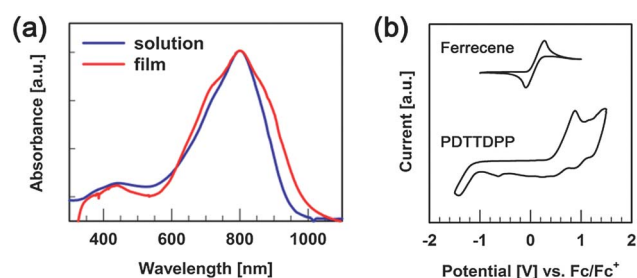 (a)
solution
film
Absorbance [a.u.]
400 600 800 1000
Wavelength [nm]
(b)
Ferrecene
PDTTDPP
Current [a.u.]
-2 -1 0 1 2
Potential [V] vs. Fc/Fc⁺